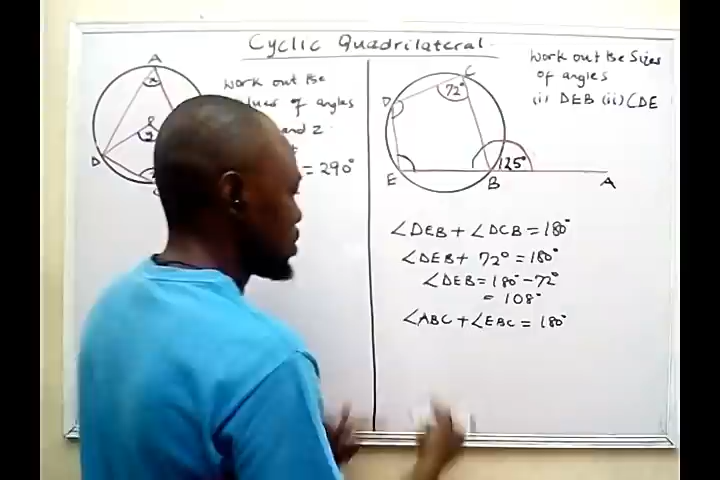 Cyclic Quadrilateral
A
x
D
y
work out the
values of angles
and z
= 290°
Work out the Sizes
of angles
(i) DEB (ii) CDE
C
72°
D
E
B
125°
A
∠DEB + ∠DCB = 180°
∠DEB + 72° = 180°
∠DEB = 180° - 72°
= 108°
∠ABC + ∠EBC = 180°